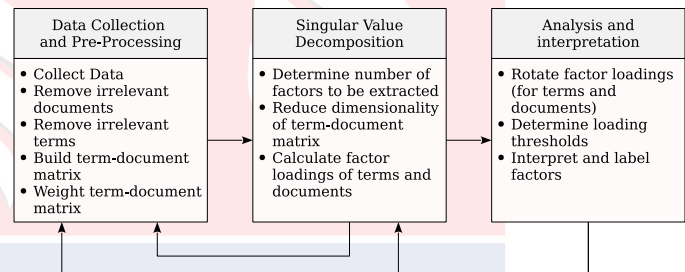 Data Collection
and Pre-Processing
• Collect Data
• Remove irrelevant
documents
• Remove irrelevant
terms
• Build term-document
matrix
• Weight term-document
matrix
Singular Value
Decomposition
• Determine number of
factors to be extracted
• Reduce dimensionality
of term-document
matrix
• Calculate factor
loadings of terms and
documents
Analysis and
interpretation
• Rotate factor loadings
(for terms and
documents)
• Determine loading
thresholds
• Interpret and label
factors